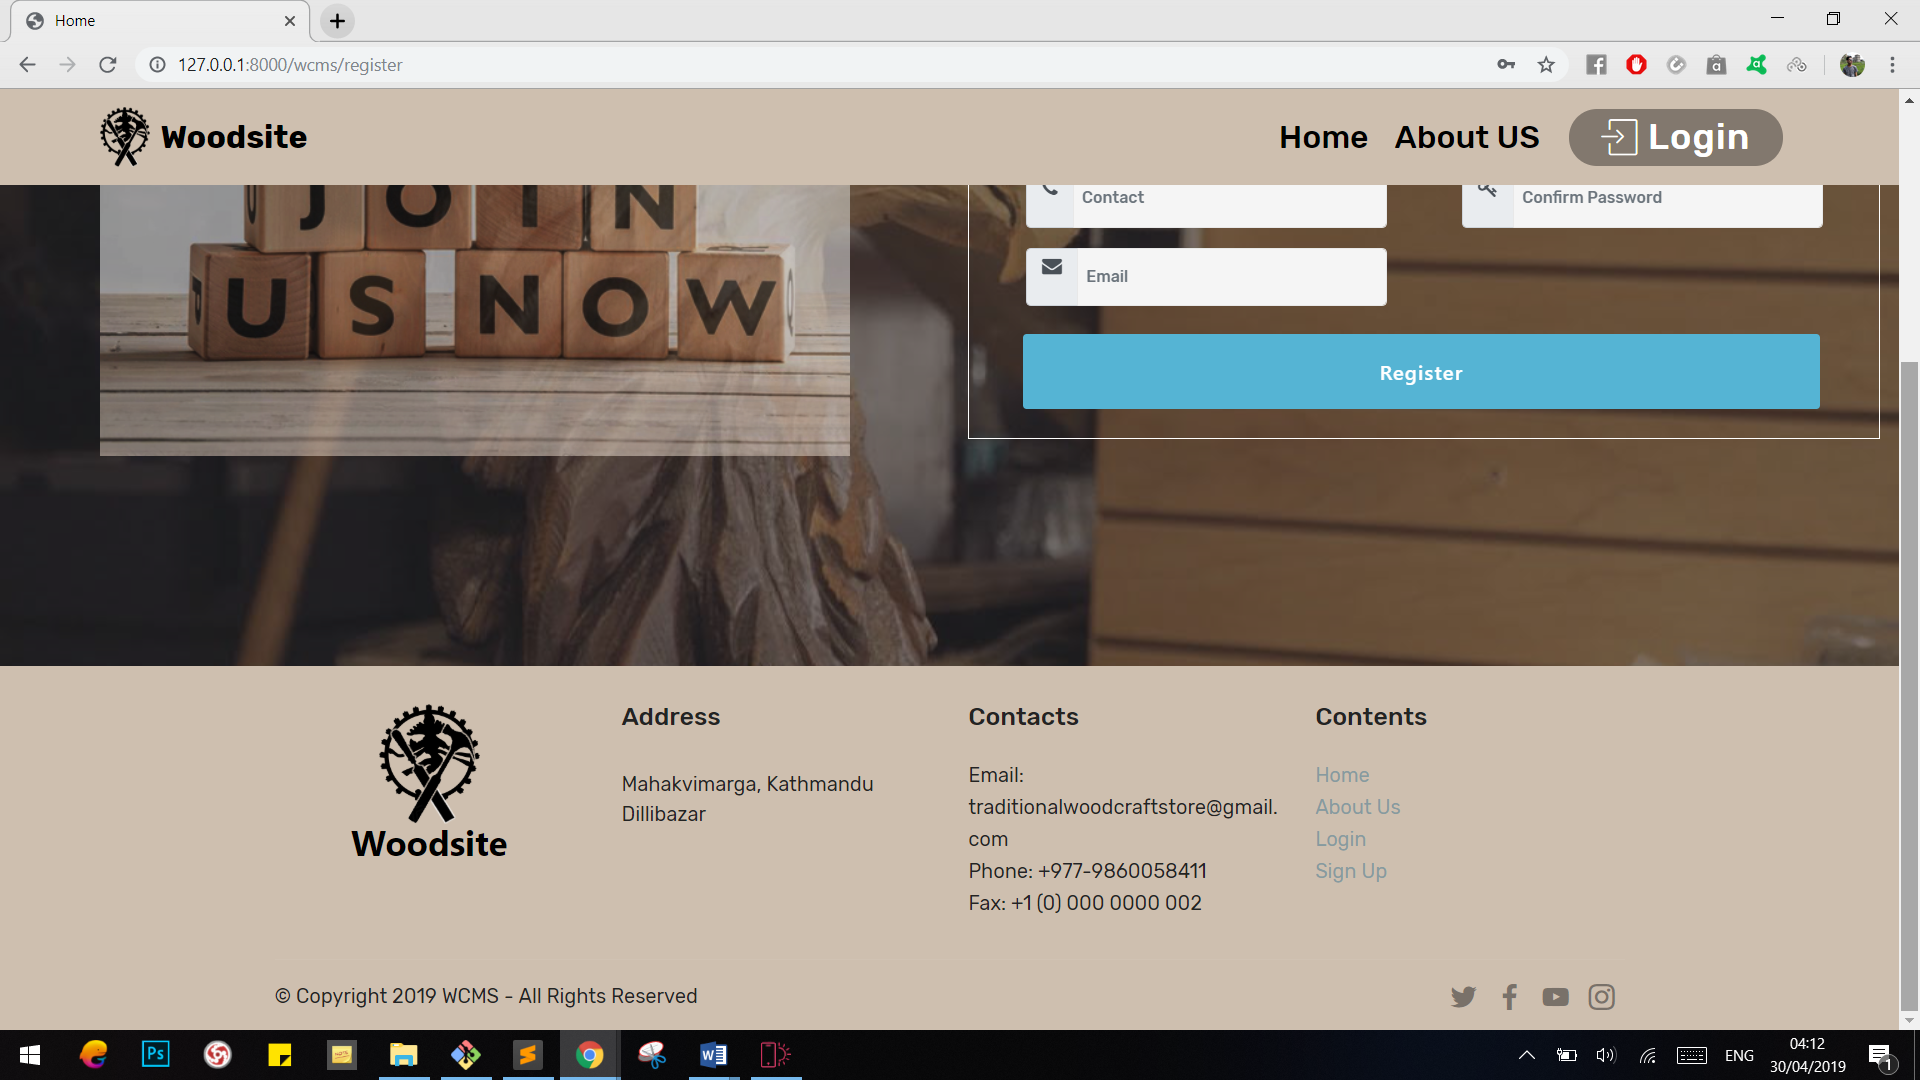 Home
127.0.0.1:8000/wcms/register
Woodsite
Home
About US
Login
JOIN
US NOW
Contact
Confirm Password
Email
Register
Woodsite
Address
Mahakvimarga, Kathmandu
Dillibazar
Contacts
Email:
traditionalwoodcraftstore@gmail.
com
Phone: +977-9860058411
Fax: +1 (0) 000 0000 002
Contents
Home
About Us
Login
Sign Up
© Copyright 2019 WCMS - All Rights Reserved
Ps
ENG
04:12
30/04/2019
1